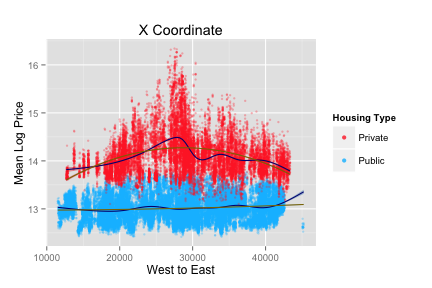 X Coordinate
Mean Log Price
16
15
14
13
10000 20000 30000 40000
West to East
Housing Type
Private
Public